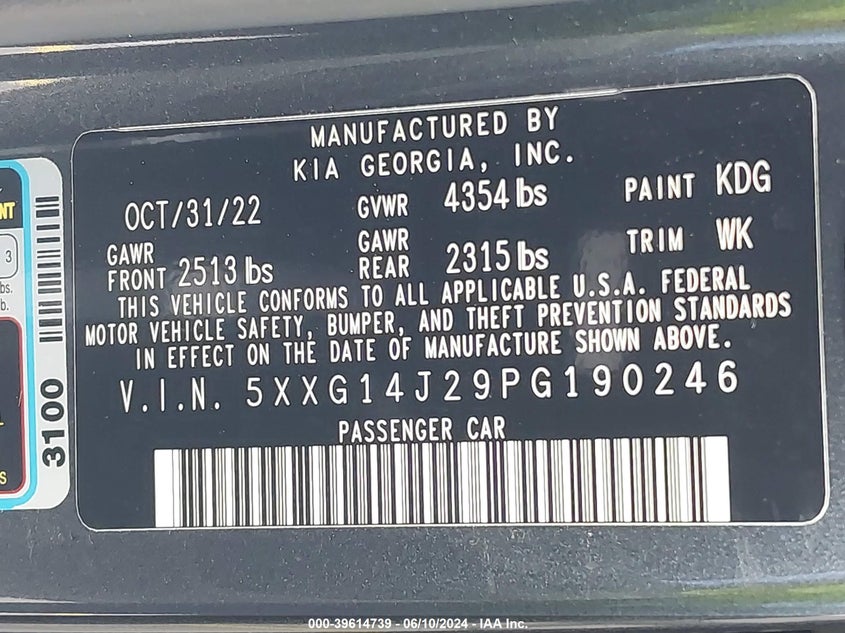 MANUFACTURED BY
KIA GEORGIA, INC.
OCT/31/22 GVWR 4354 lbs PAINT KDG
GAWR FRONT 2513 lbs GAWR REAR 2315 lbs TRIM WK
THIS VEHICLE CONFORMS TO ALL APPLICABLE U.S.A. FEDERAL
MOTOR VEHICLE SAFETY, BUMPER, AND THEFT PREVENTION STANDARDS
IN EFFECT ON THE DATE OF MANUFACTURE SHOWN ABOVE.
V.I.N. 5XXG14J29PG190246
PASSENGER CAR
3100
NT
3
bs.
b.
S
000-39614739 - 06/10/2024 - IAA Inc.